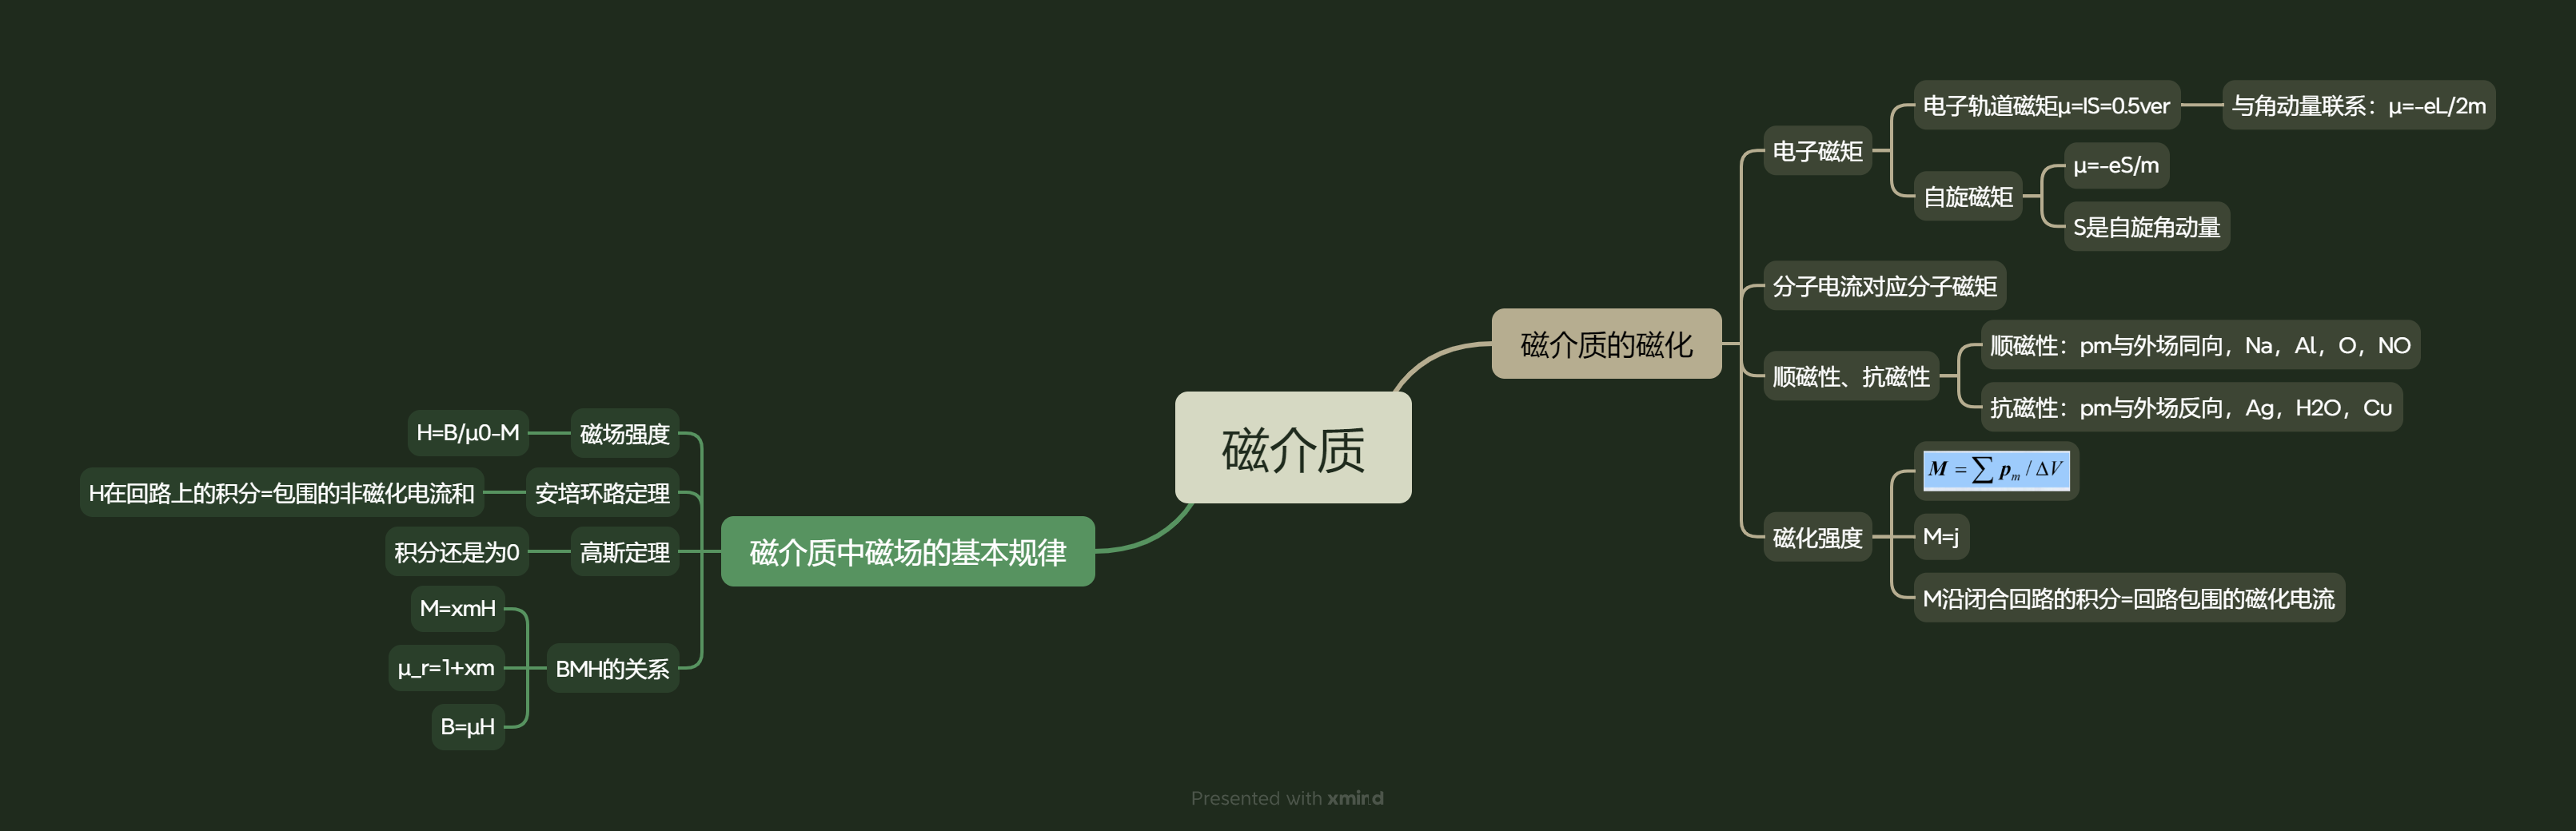 磁介质
磁介质的磁化
电子磁矩
电子轨道磁矩μ=IS=0.5ver
与角动量联系：μ=-eL/2m
自旋磁矩
μ=-eS/m
S是自旋角动量
分子电流对应分子磁矩
顺磁性、抗磁性
顺磁性：pm与外场同向，Na，Al，O，NO
抗磁性：pm与外场反向，Ag，H2O，Cu
磁化强度
M = ∑ pₘ / ΔV
M=j
M沿闭合回路的积分=回路包围的磁化电流
磁介质中磁场的基本规律
磁场强度
H=B/μ0-M
安培环路定理
H在回路上的积分=包围的非磁化电流和
高斯定理
积分还是为0
BMH的关系
M=xmH
μ_r=1+xm
B=μH
Presented with xmind